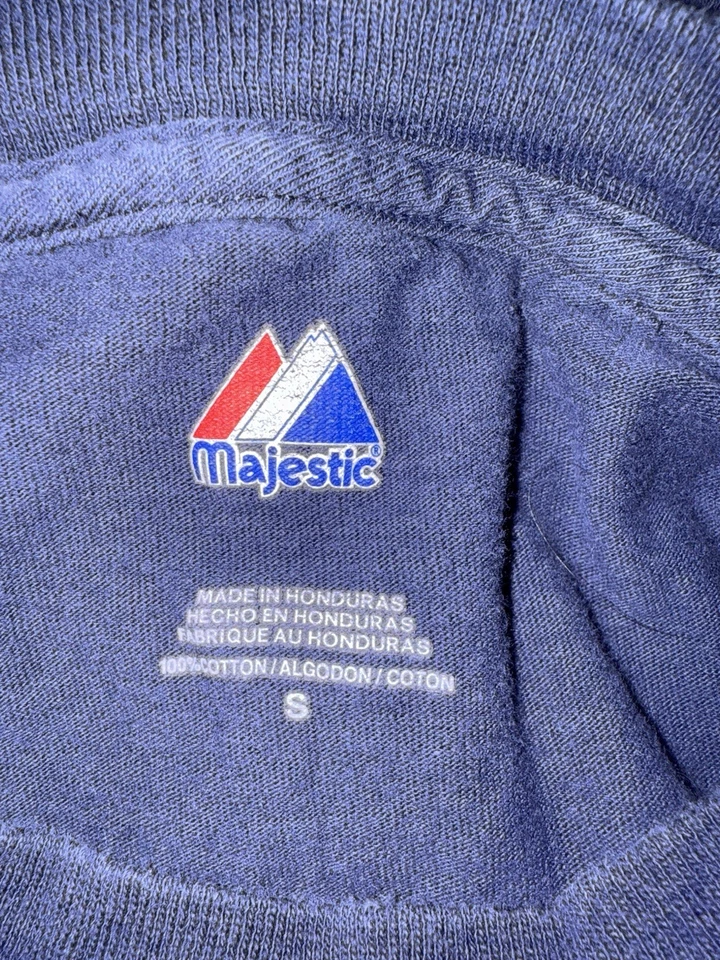 Majestic®
MADE IN HONDURAS
HECHO EN HONDURAS
FABRIQUE AU HONDURAS
100% COTTON / ALGODON / COTON
S